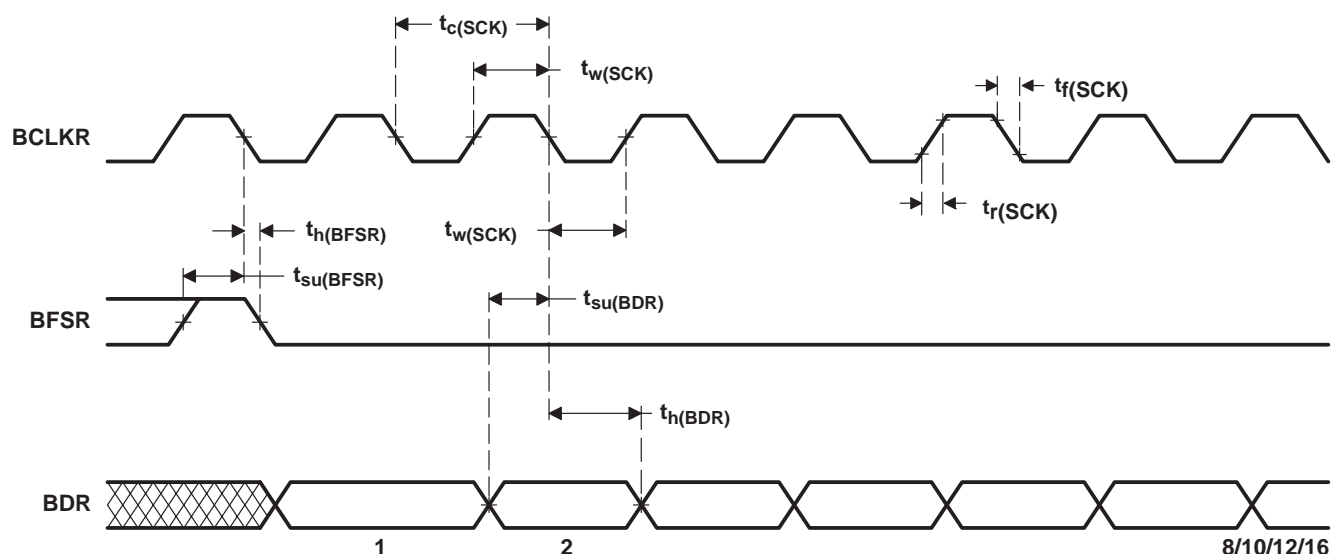 tc(SCK)
tw(SCK)
tf(SCK)
BCLKR
tr(SCK)
th(BFSR)
tw(SCK)
tsu(BFSR)
tsu(BDR)
BFSR
th(BDR)
BDR
1 2 8/10/12/16